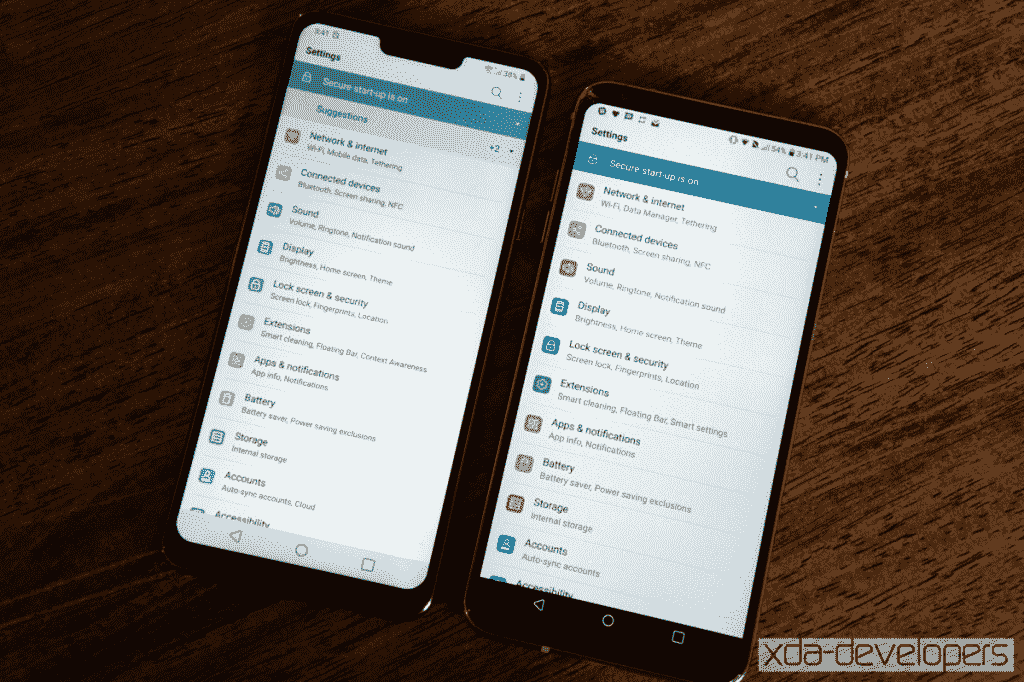 3:41
38%
Settings
Secure start-up is on
Suggestions
+2
Network & internet
Wi-Fi, Mobile data, Tethering
Connected devices
Bluetooth, Screen sharing, NFC
Sound
Volume, Ringtone, Notification sound
Display
Brightness, Home screen, Theme
Lock screen & security
Screen lock, Fingerprints, Location
Extensions
Smart cleaning, Floating Bar, Context Awareness
Apps & notifications
App info, Notifications
Battery
Battery saver, Power saving exclusions
Storage
Internal storage
Accounts
Auto-sync accounts, Cloud
Accessibility
54% 3:41 PM
Settings
Secure start-up is on
Network & internet
Wi-Fi, Data Manager, Tethering
Connected devices
Bluetooth, Screen sharing, NFC
Sound
Volume, Ringtone, Notification sound
Display
Brightness, Home screen, Theme
Lock screen & security
Screen lock, Fingerprints, Location
Extensions
Smart cleaning, Floating Bar, Smart settings
Apps & notifications
App info, Notifications
Battery
Battery saver, Power saving exclusions
Storage
Internal storage
Accounts
Auto-sync accounts
Accessibility
xda-developers